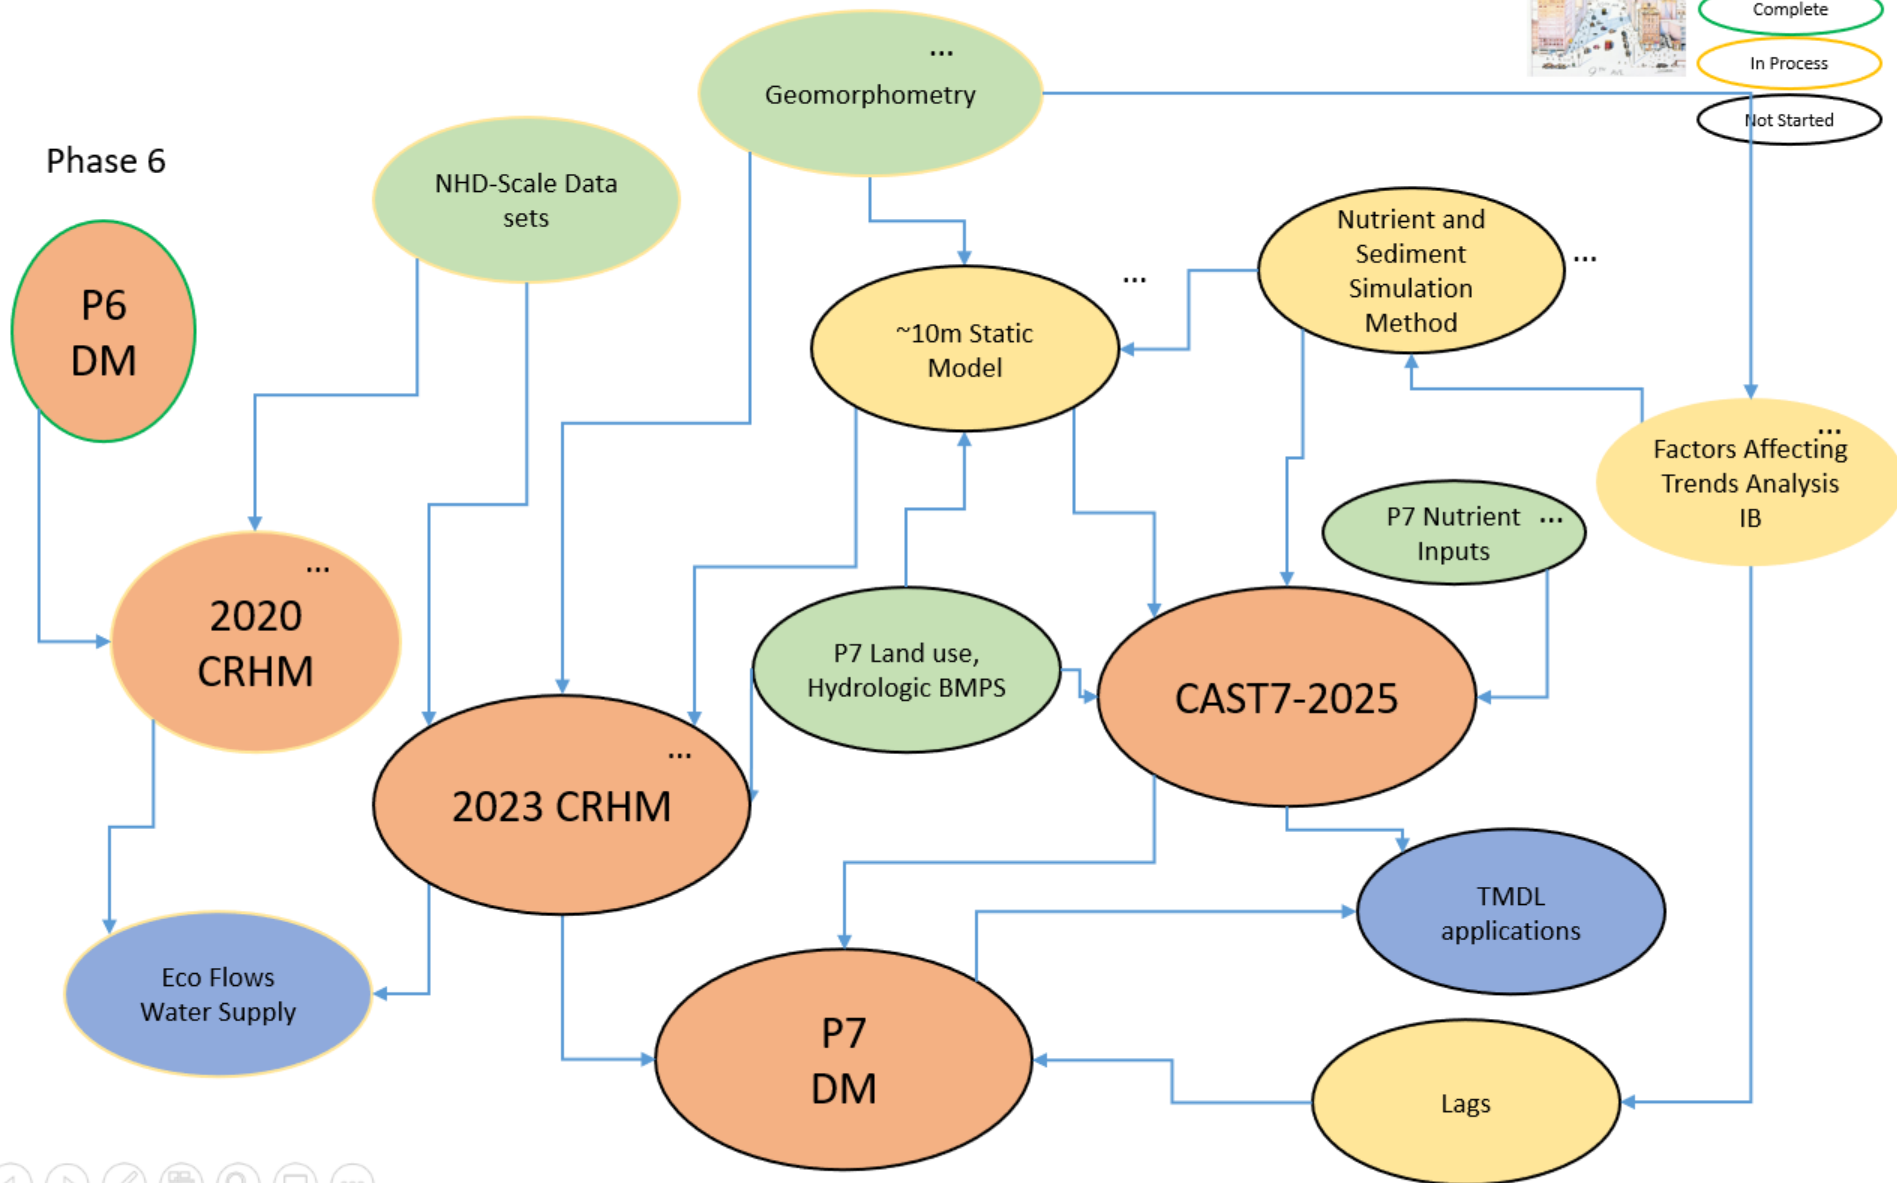 Complete
In Process
Not Started
...
Geomorphometry
Phase 6
NHD-Scale Data
sets
P6
DM
Nutrient and
Sediment
Simulation
Method
...
...
~10m Static
Model
...
Factors Affecting
Trends Analysis
IB
P7 Nutrient ...
Inputs
...
2020
CRHM
P7 Land use,
Hydrologic BMPS
CAST7-2025
...
2023 CRHM
TMDL
applications
Eco Flows
Water Supply
P7
DM
Lags